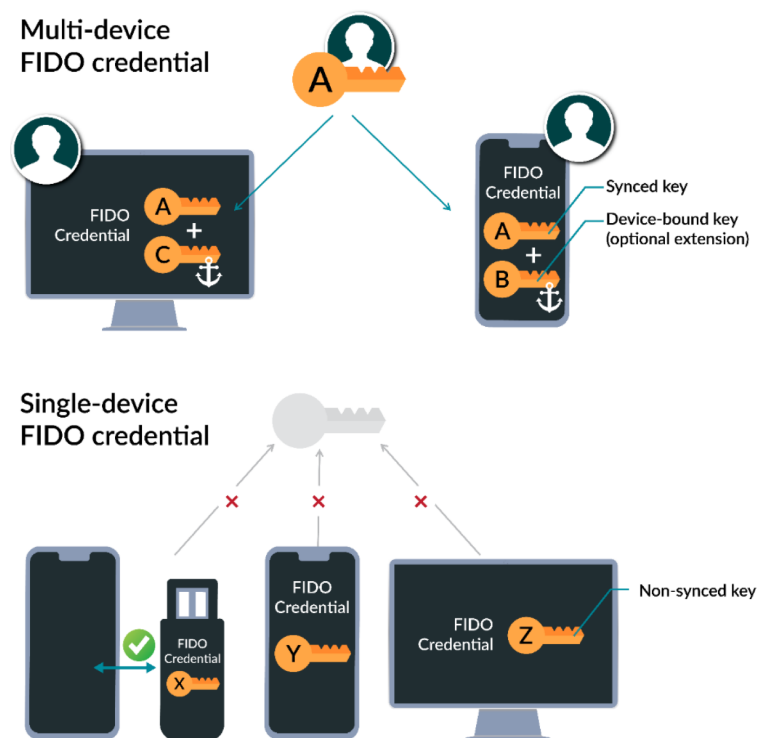 Multi-device
FIDO credential
A
FIDO
Credential
A
+
C
FIDO
Credential
A
+
B
Synced key
Device-bound key
(optional extension)
Single-device
FIDO credential
FIDO
Credential
X
FIDO
Credential
Y
FIDO
Credential
Z
Non-synced key